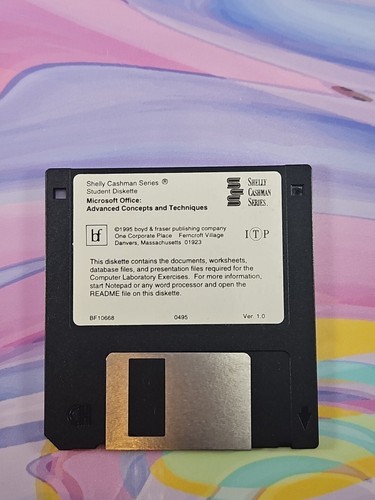 Shelly Cashman Series ®
Student Diskette
Microsoft Office:
Advanced Concepts and Techniques
SHELLY
CASHMAN
SERIES®
bf
©1995 boyd & fraser publishing company
One Corporate Place Ferncroft Village
Danvers, Massachusetts 01923
ITP
This diskette contains the documents, worksheets,
database files, and presentation files required for the
Computer Laboratory Exercises. For more information,
start Notepad or any word processor and open the
README file on this diskette.
BF10668 0495 Ver. 1.0